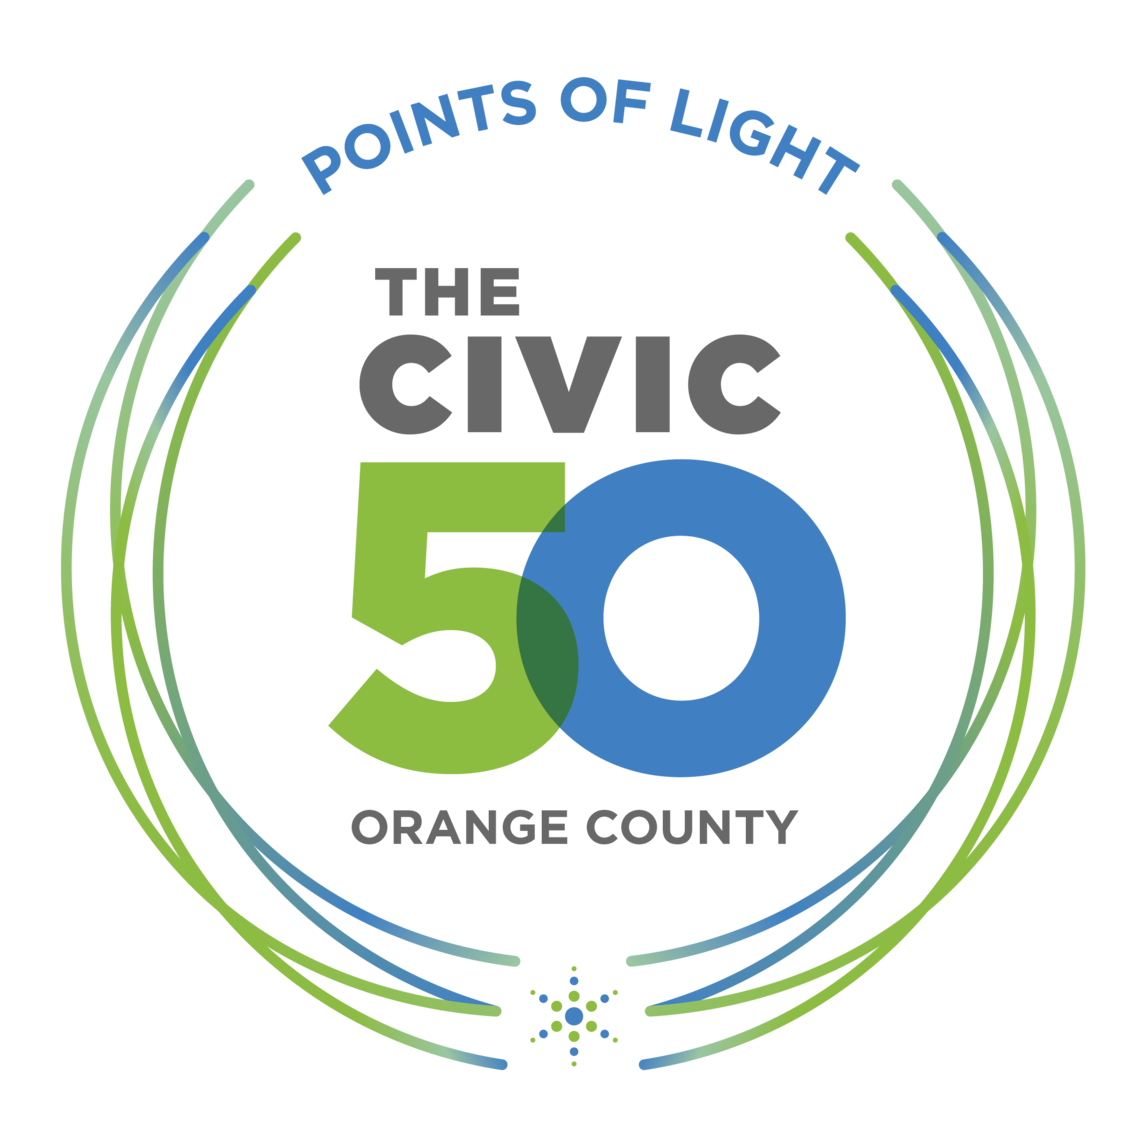 POINTS OF LIGHT
THE
CIVIC
50
ORANGE COUNTY